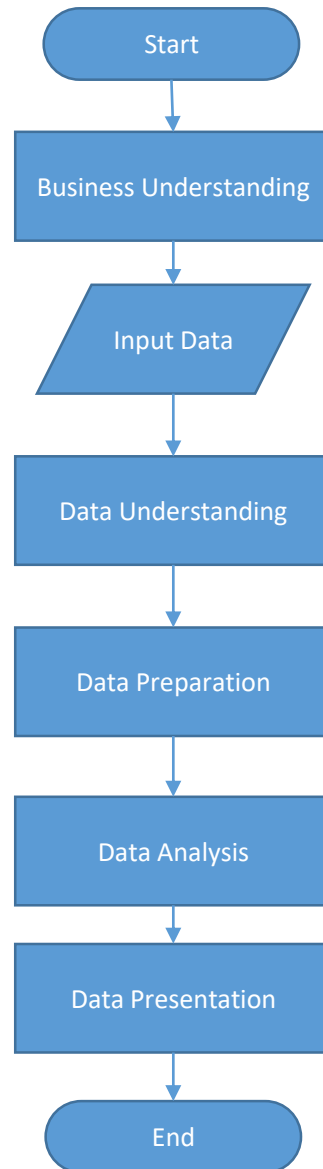 Start
Business Understanding
Input Data
Data Understanding
Data Preparation
Data Analysis
Data Presentation
End